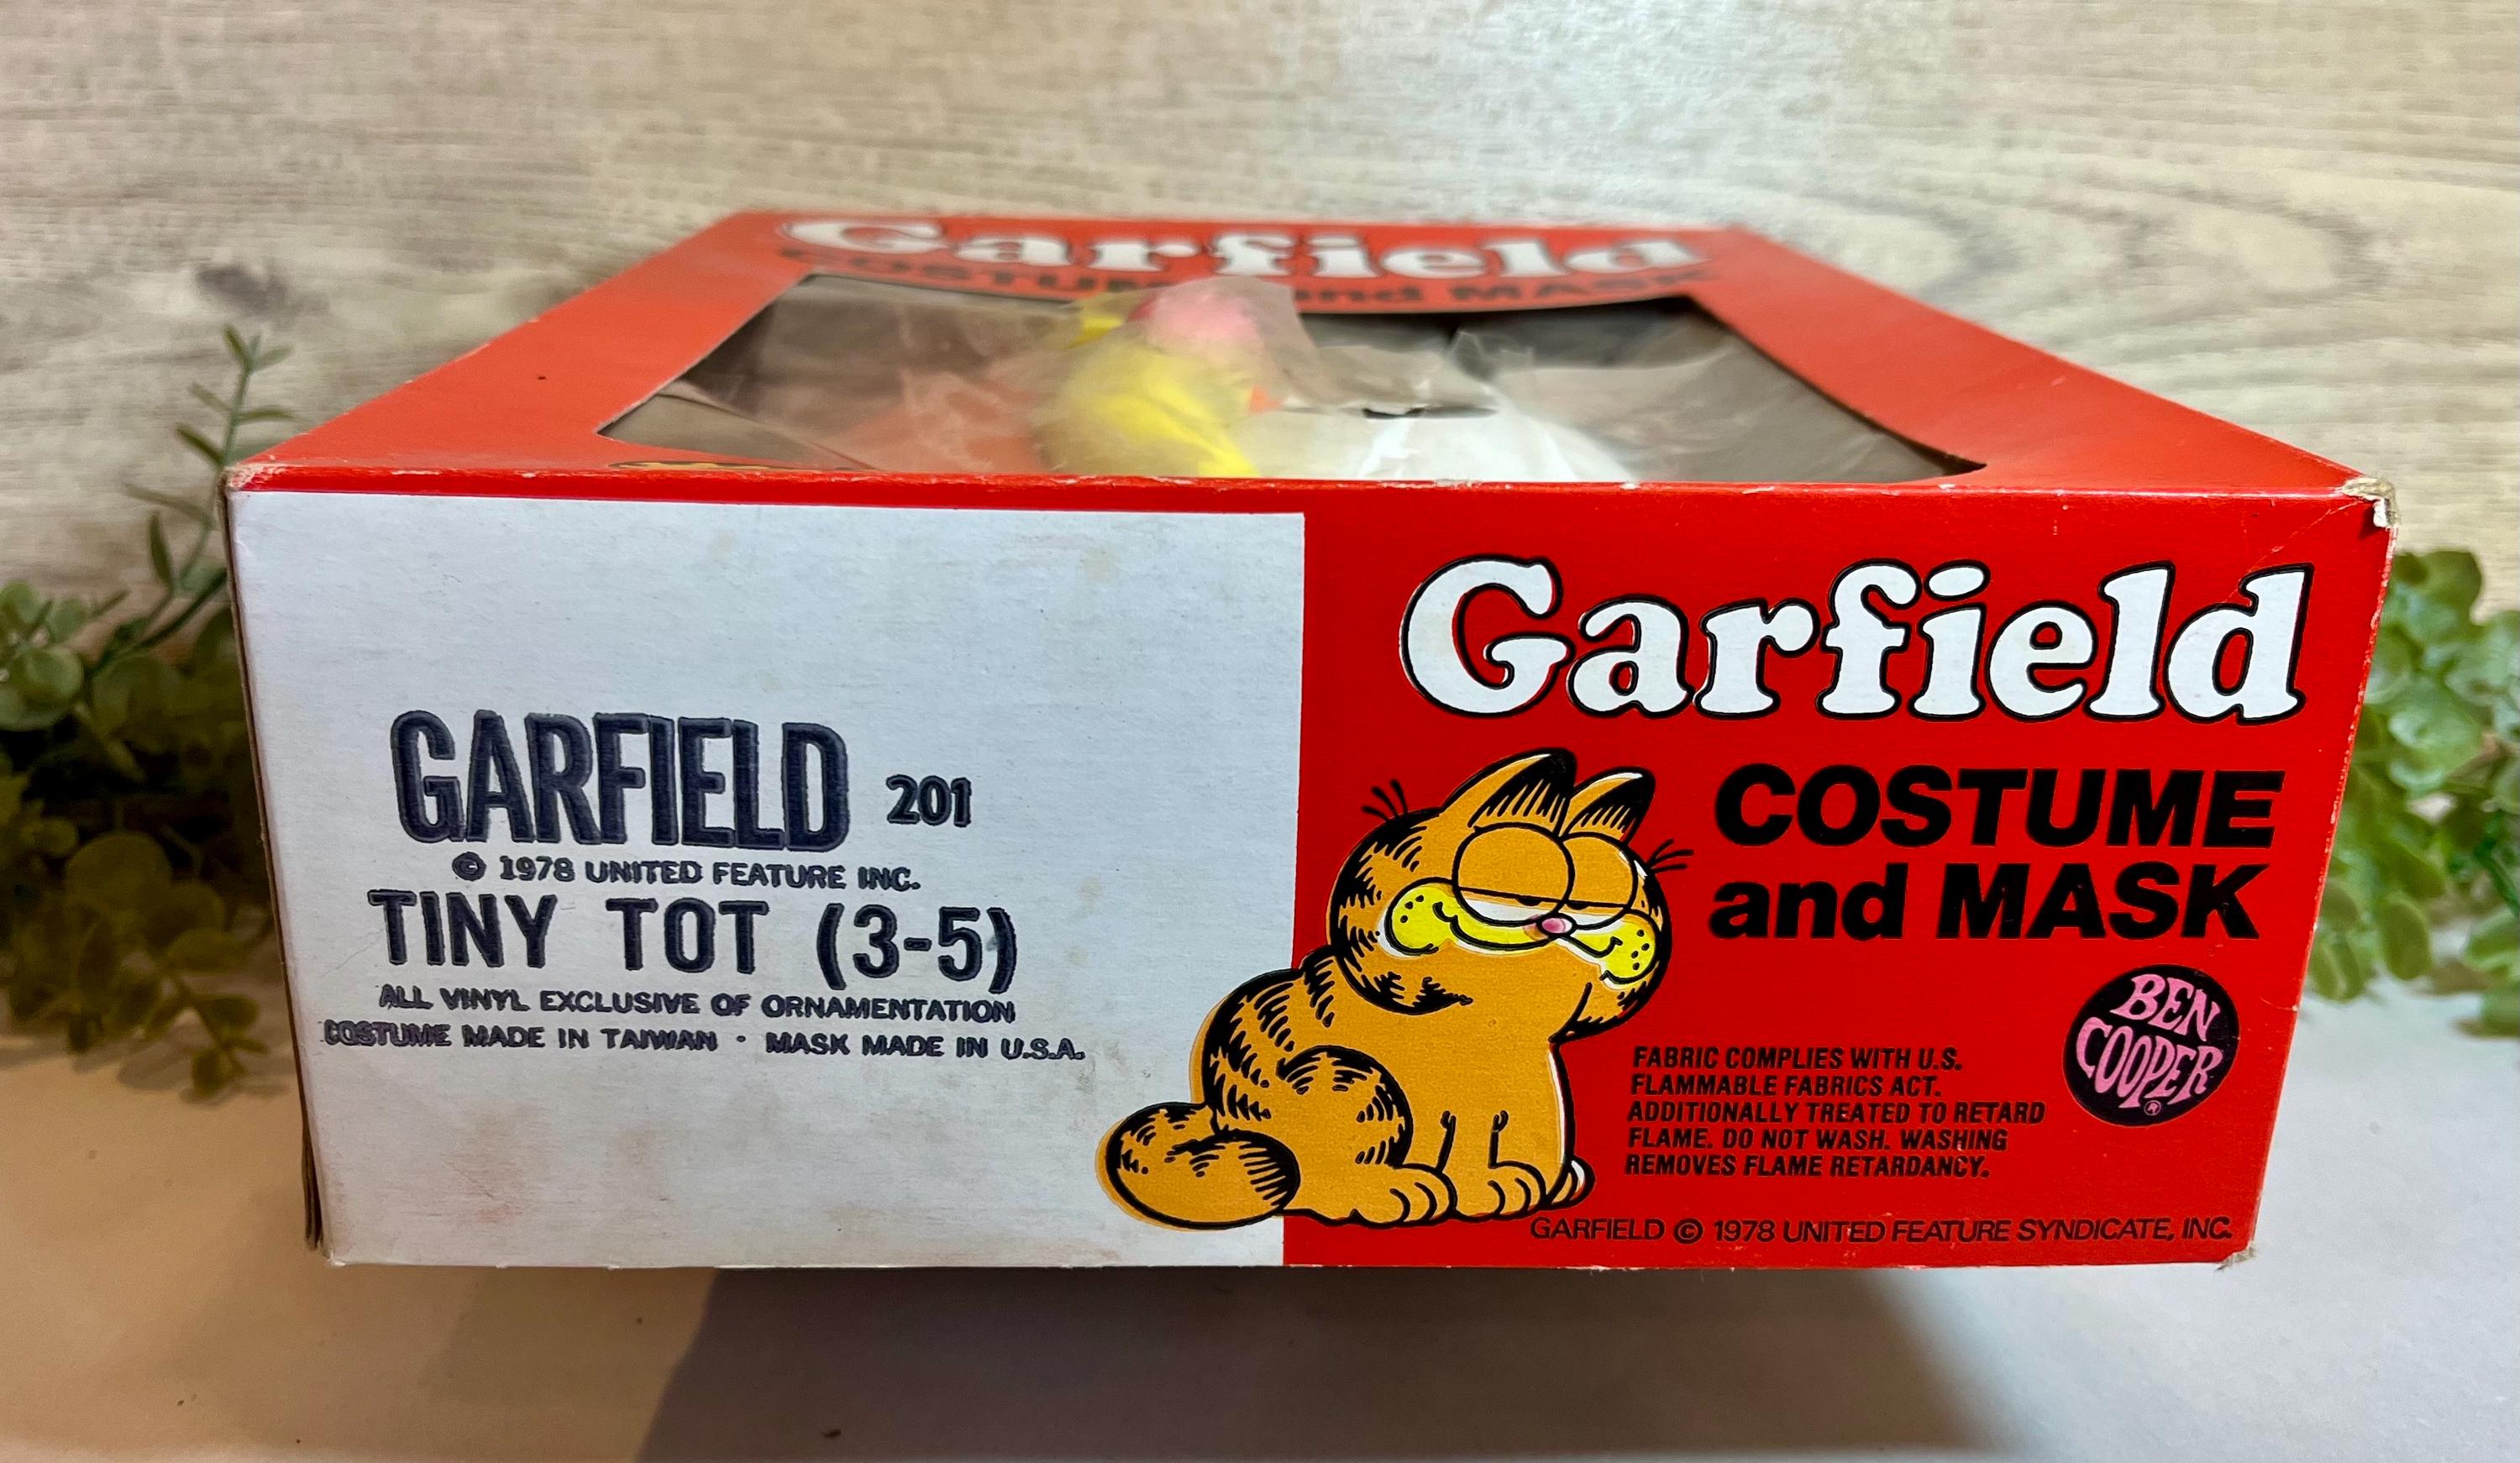 Garfield
COSTUME and MASK
GARFIELD 201
© 1978 UNITED FEATURE INC.
TINY TOT (3-5)
ALL VINYL EXCLUSIVE OF ORNAMENTATION
COSTUME MADE IN TAIWAN · MASK MADE IN U.S.A.
Garfield
COSTUME
and MASK
BEN
COOPER
®
FABRIC COMPLIES WITH U.S.
FLAMMABLE FABRICS ACT.
ADDITIONALLY TREATED TO RETARD
FLAME. DO NOT WASH. WASHING
REMOVES FLAME RETARDANCY.
GARFIELD © 1978 UNITED FEATURE SYNDICATE, INC.